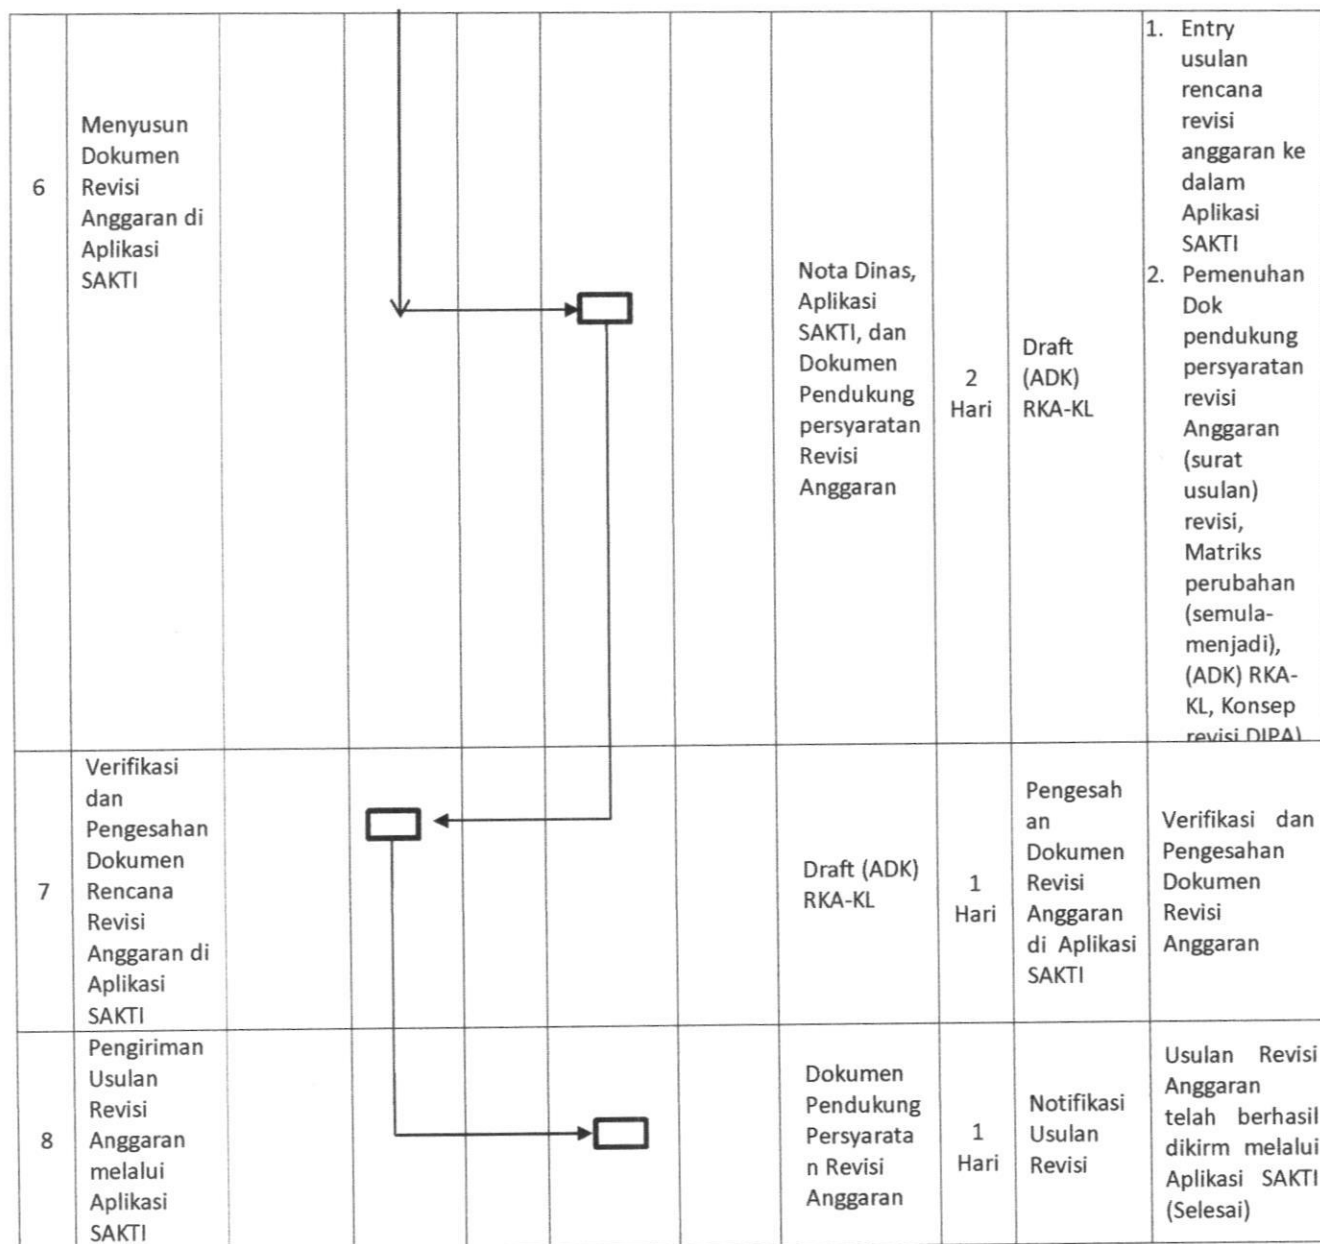 6
Menyusun
Dokumen
Revisi
Anggaran di
Aplikasi
SAKTI
Nota Dinas,
Aplikasi
SAKTI, dan
Dokumen
Pendukung
persyaratan
Revisi
Anggaran
2
Hari
Draft
(ADK)
RKA-KL
1. Entry
usulan
rencana
revisi
anggaran ke
dalam
Aplikasi
SAKTI
2. Pemenuhan
Dok
pendukung
persyaratan
revisi
Anggaran
(surat
usulan)
revisi,
Matriks
perubahan
(semula-
menjadi),
(ADK) RKA-
KL, Konsep
revisi DIPA)
7
Verifikasi
dan
Pengesahan
Dokumen
Rencana
Revisi
Anggaran di
Aplikasi
SAKTI
Draft (ADK)
RKA-KL
1
Hari
Pengesah
an
Dokumen
Revisi
Anggaran
di Aplikasi
SAKTI
Verifikasi dan
Pengesahan
Dokumen
Revisi
Anggaran
8
Pengiriman
Usulan
Revisi
Anggaran
melalui
Aplikasi
SAKTI
Dokumen
Pendukung
Persyarata
n Revisi
Anggaran
1
Hari
Notifikasi
Usulan
Revisi
Usulan Revisi
Anggaran
telah berhasil
dikirm melalui
Aplikasi SAKTI
(Selesai)